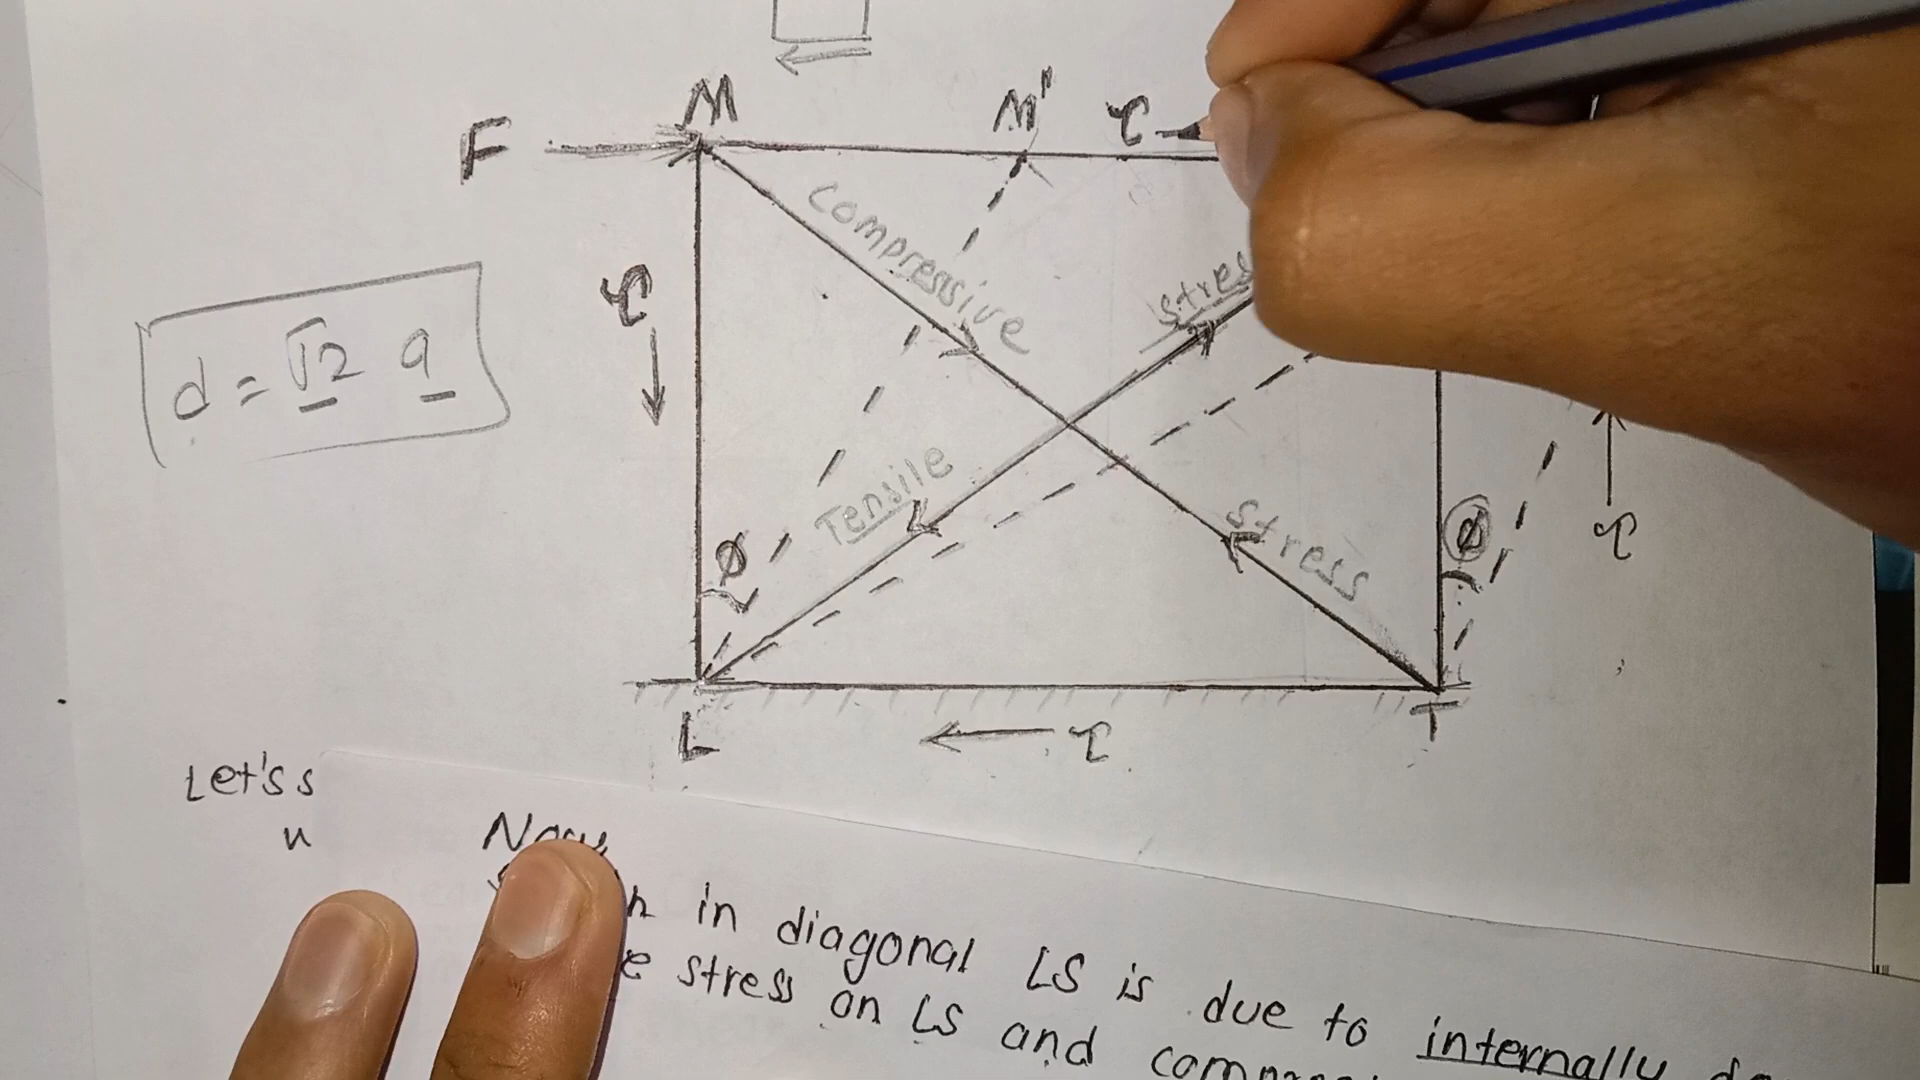 M M' τ
F
compressive
stres
τ
d = √2 a
Tensile
stress
φ φ
τ
L T
τ
Let's s
u
Now
n in diagonal LS is due to internally
e stress on LS and